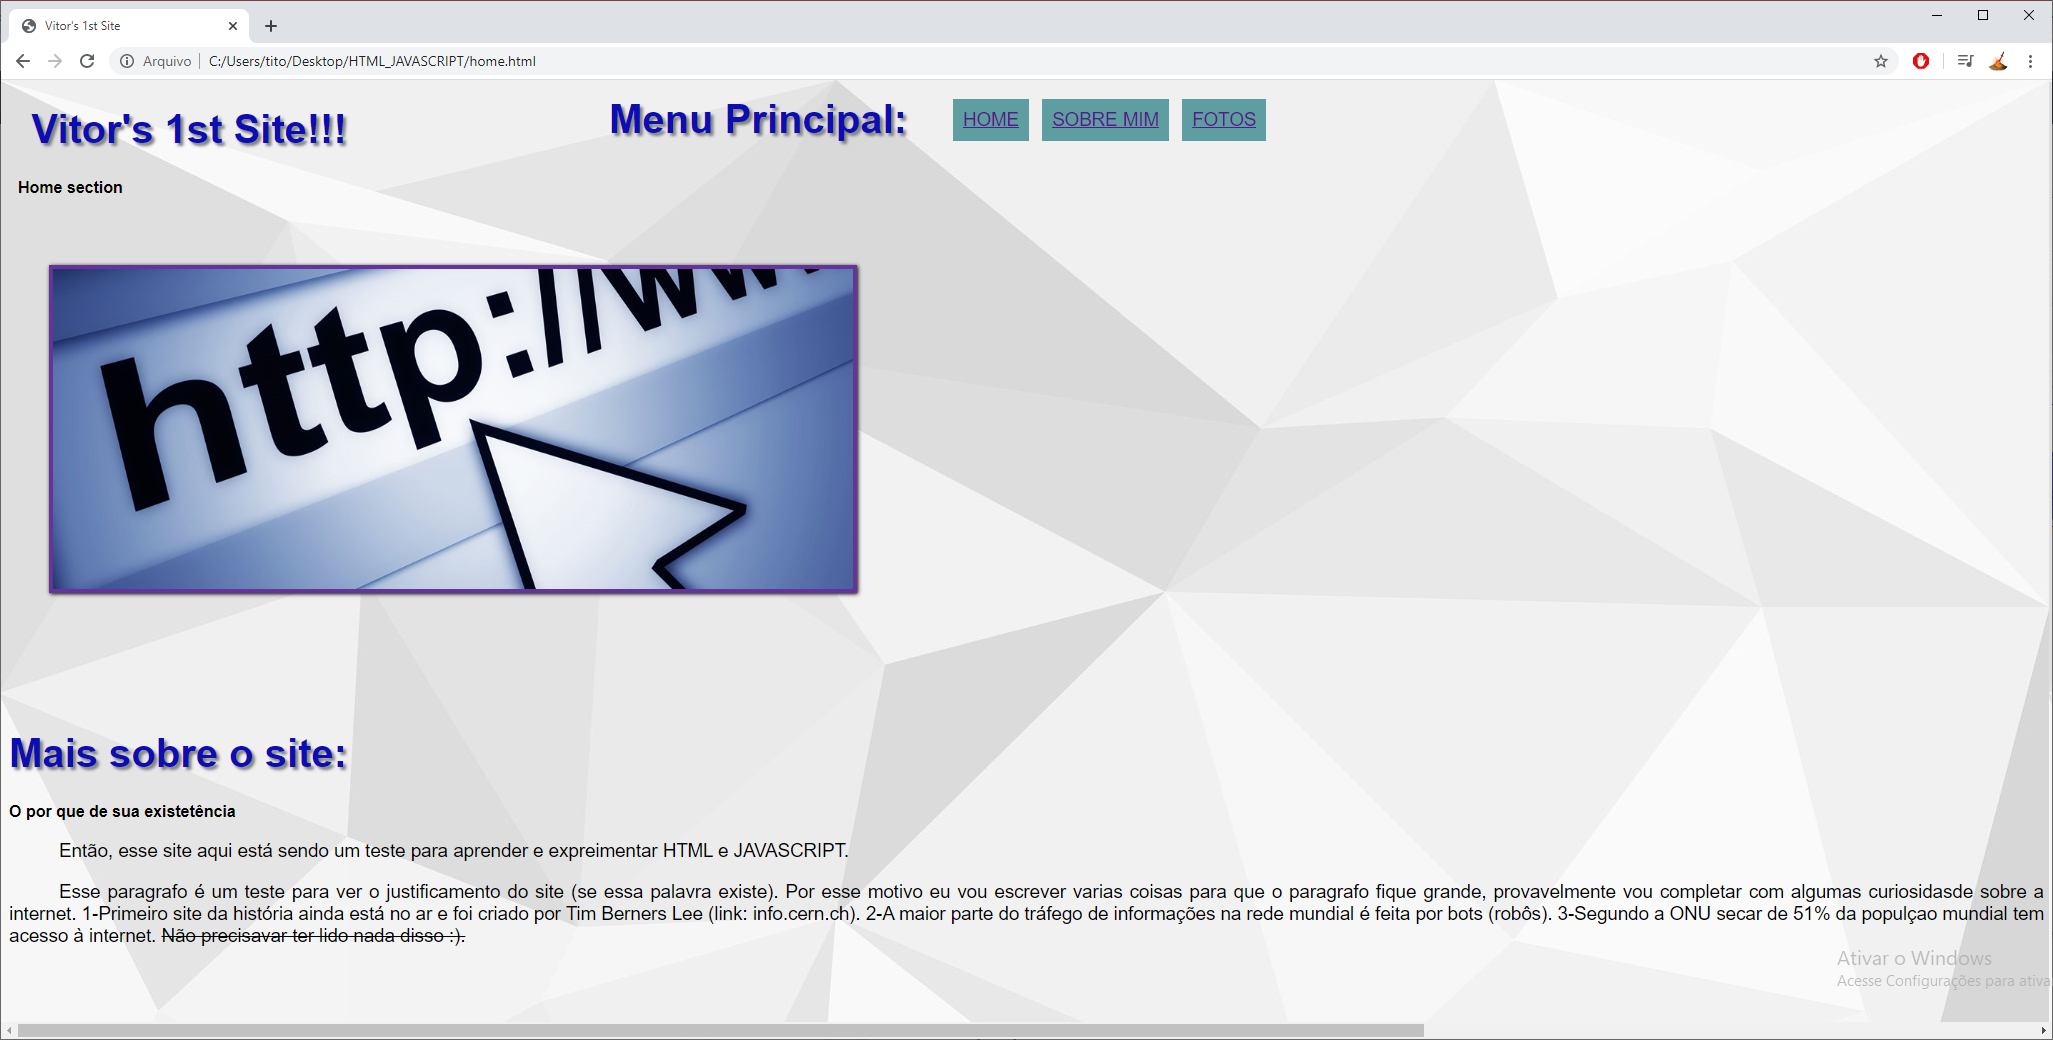 Vitor's 1st Site
Arquivo
C:/Users/tito/Desktop/HTML_JAVASCRIPT/home.html
Vitor's 1st Site!!!
Menu Principal:
HOME
SOBRE MIM
FOTOS
Home section
http://ww
Mais sobre o site:
O por que de sua existetência
Então, esse site aqui está sendo um teste para aprender e expreimentar HTML e JAVASCRIPT.
Esse paragrafo é um teste para ver o justificamento do site (se essa palavra existe). Por esse motivo eu vou escrever varias coisas para que o paragrafo fique grande, provavelmente vou completar com algumas curiosidasde sobre a
internet. 1-Primeiro site da história ainda está no ar e foi criado por Tim Berners Lee (link: info.cern.ch). 2-A maior parte do tráfego de informações na rede mundial é feita por bots (robôs). 3-Segundo a ONU secar de 51% da populçao mundial tem
acesso à internet. Não precisavar ter lido nada disso :).
Ativar o Windows
Acesse Configurações para ativa